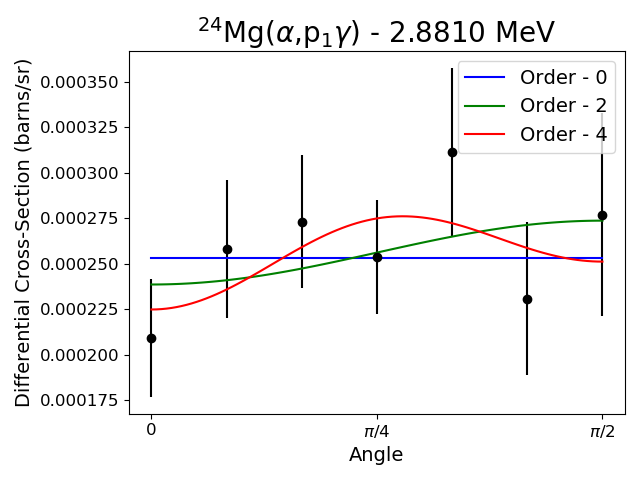 ²⁴Mg(α,p₁γ) - 2.8810 MeV
Differential Cross-Section (barns/sr)
0.000350
0.000325
0.000300
0.000275
0.000250
0.000225
0.000200
0.000175
Order - 0
Order - 2
Order - 4
0
π/4
π/2
Angle